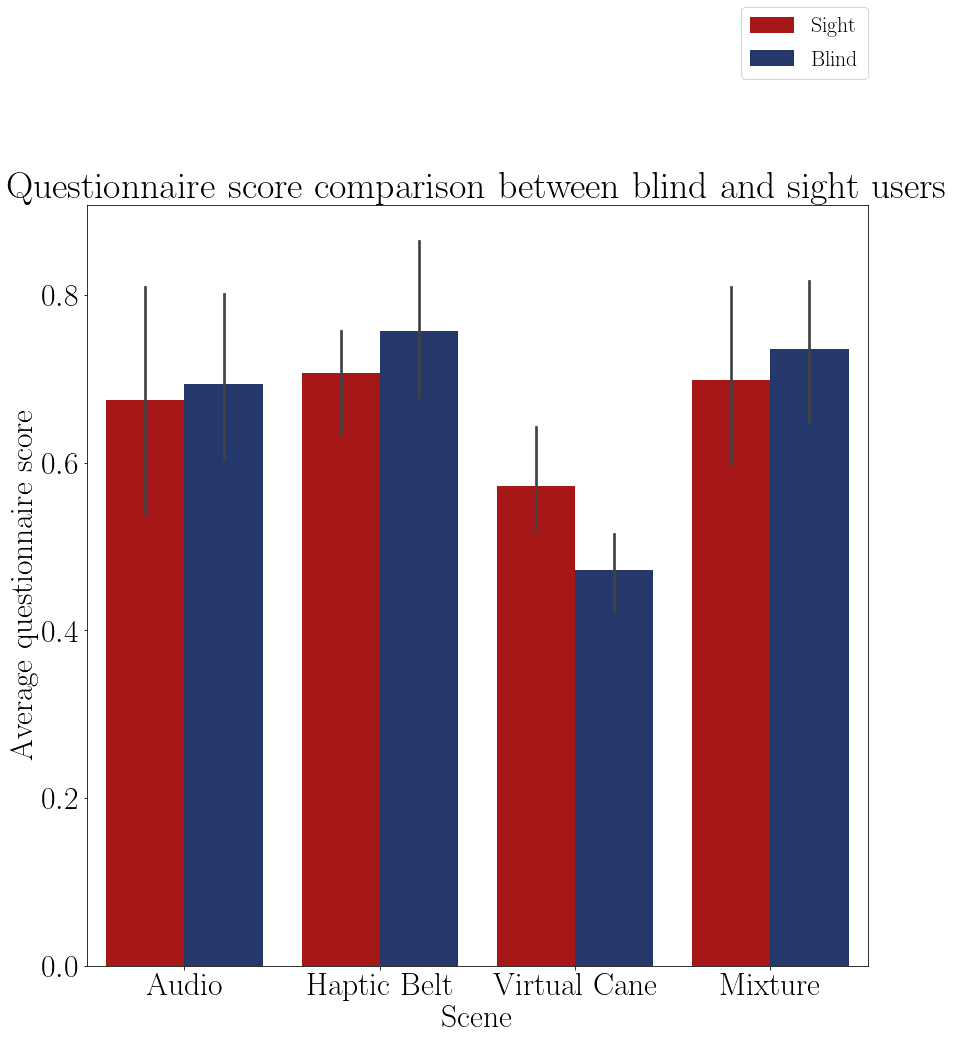 Sight
Blind
Questionnaire score comparison between blind and sight users
Average questionnaire score
0.8
0.6
0.4
0.2
0.0
Audio
Haptic Belt
Virtual Cane
Mixture
Scene